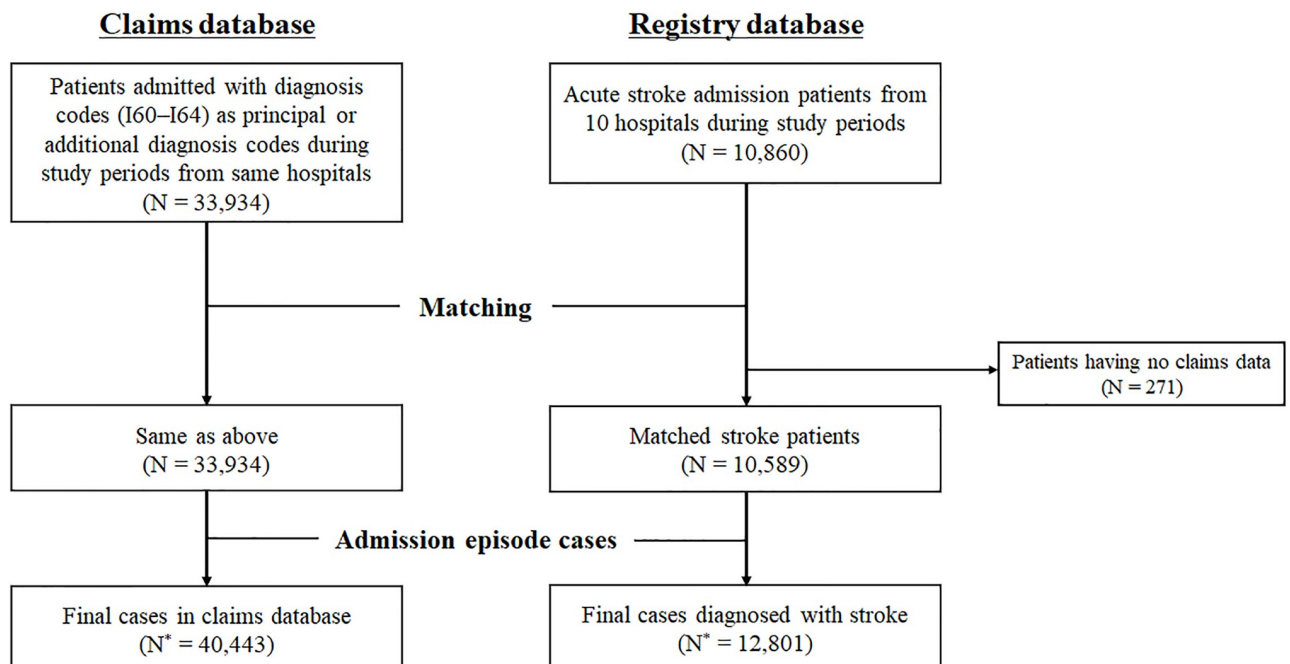 Claims database
Registry database
Patients admitted with diagnosis
codes (I60–I64) as principal or
additional diagnosis codes during
study periods from same hospitals
(N = 33,934)
Acute stroke admission patients from
10 hospitals during study periods
(N = 10,860)
Matching
Patients having no claims data
(N = 271)
Same as above
(N = 33,934)
Matched stroke patients
(N = 10,589)
Admission episode cases
Final cases in claims database
(N* = 40,443)
Final cases diagnosed with stroke
(N* = 12,801)